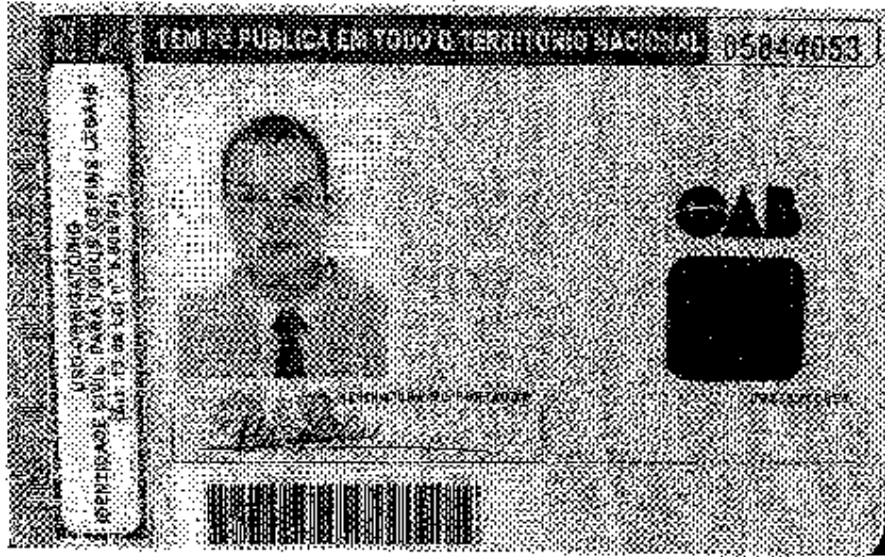 TEM FÉ PÚBLICA EM TODO O TERRITÓRIO NACIONAL
05844053
USO OBRIGATÓRIO
IDENTIDADE CIVIL PARA TODOS OS FINS LEGAIS
OAB
ASSINATURA DO PORTADOR